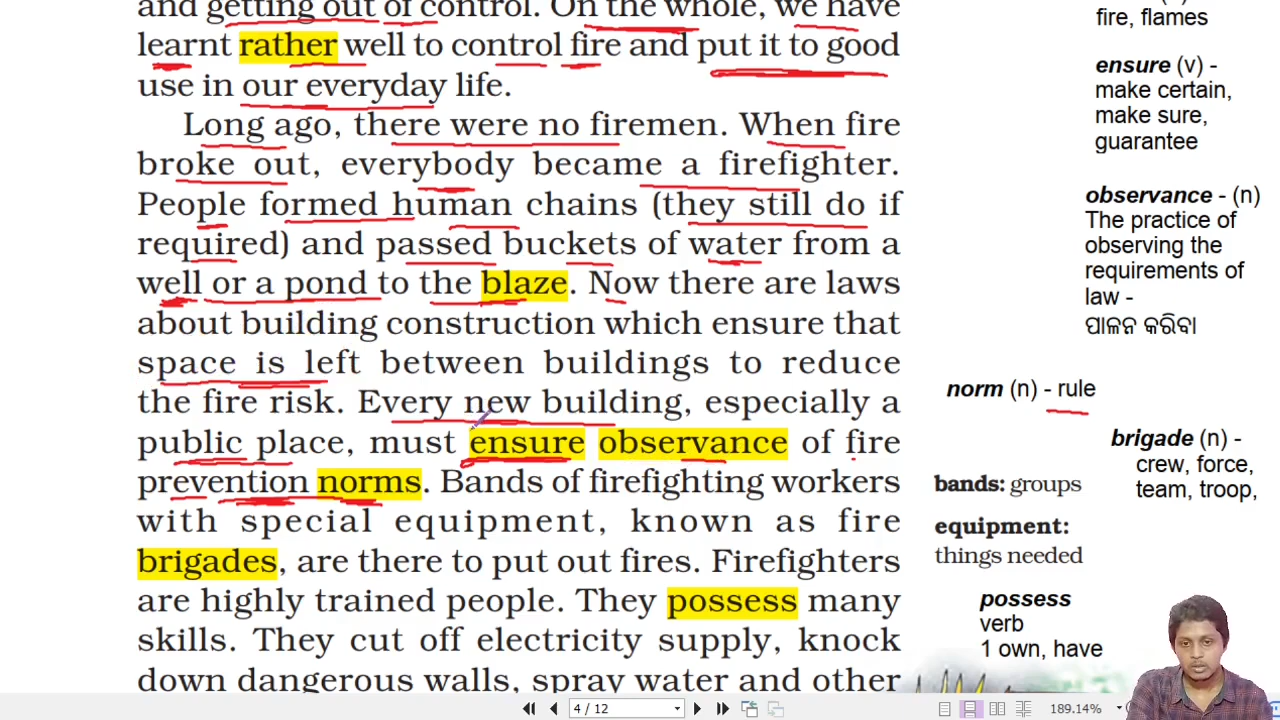 and getting out of control. On the whole, we have
learnt rather well to control fire and put it to good
use in our everyday life.
Long ago, there were no firemen. When fire
broke out, everybody became a firefighter.
People formed human chains (they still do if
required) and passed buckets of water from a
well or a pond to the blaze. Now there are laws
about building construction which ensure that
space is left between buildings to reduce
the fire risk. Every new building, especially a
public place, must ensure observance of fire
prevention norms. Bands of firefighting workers
with special equipment, known as fire
brigades, are there to put out fires. Firefighters
are highly trained people. They possess many
skills. They cut off electricity supply, knock
down dangerous walls, spray water and other
fire, flames
ensure (v) -
make certain,
make sure,
guarantee
observance - (n)
The practice of
observing the
requirements of
law -
ପାଳନ କରିବା
norm (n) - rule
brigade (n) -
crew, force,
team, troop,
bands: groups
equipment:
things needed
possess
verb
1 own, have
4 / 12
189.14%